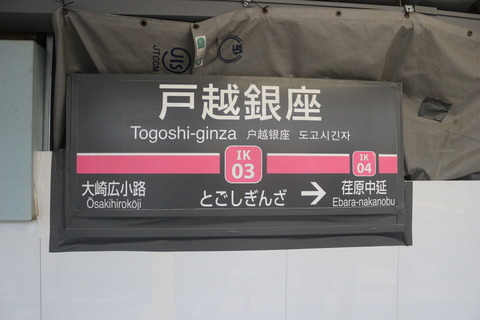 戸越銀座
Togoshi-ginza 户越银座 도고시긴자
IK
03
IK
04
大崎広小路
Ōsakihirokōji
とごしぎんざ →
荏原中延
Ebara-nakanobu